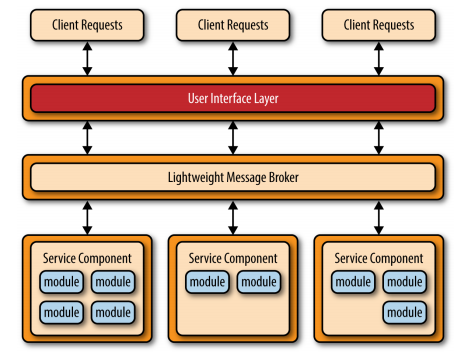 Client Requests
Client Requests
Client Requests
User Interface Layer
Lightweight Message Broker
Service Component
module module
module module
Service Component
module module
Service Component
module module
module